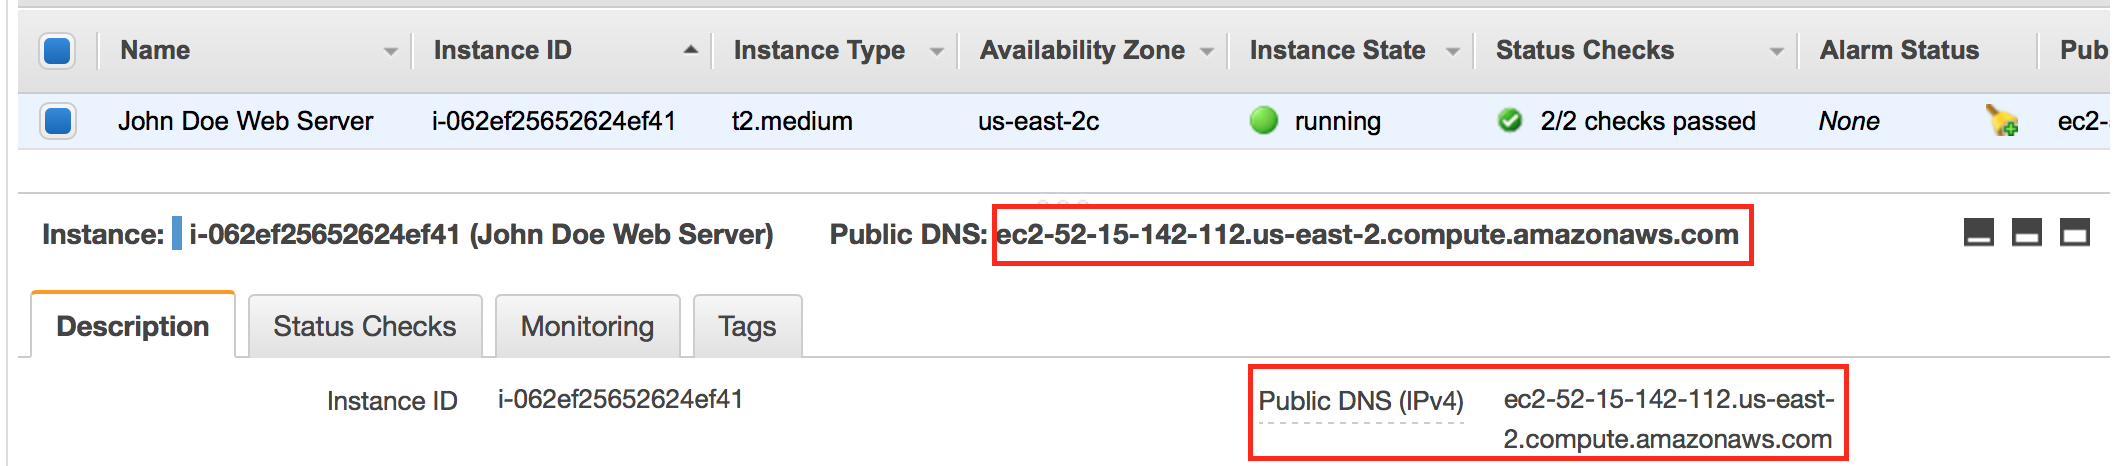 Name Instance ID Instance Type Availability Zone Instance State Status Checks Alarm Status Pub
John Doe Web Server i-062ef25652624ef41 t2.medium us-east-2c running 2/2 checks passed None ec2-
Instance: i-062ef25652624ef41 (John Doe Web Server) Public DNS: ec2-52-15-142-112.us-east-2.compute.amazonaws.com
Description Status Checks Monitoring Tags
Instance ID i-062ef25652624ef41 Public DNS (IPv4) ec2-52-15-142-112.us-east-
2.compute.amazonaws.com